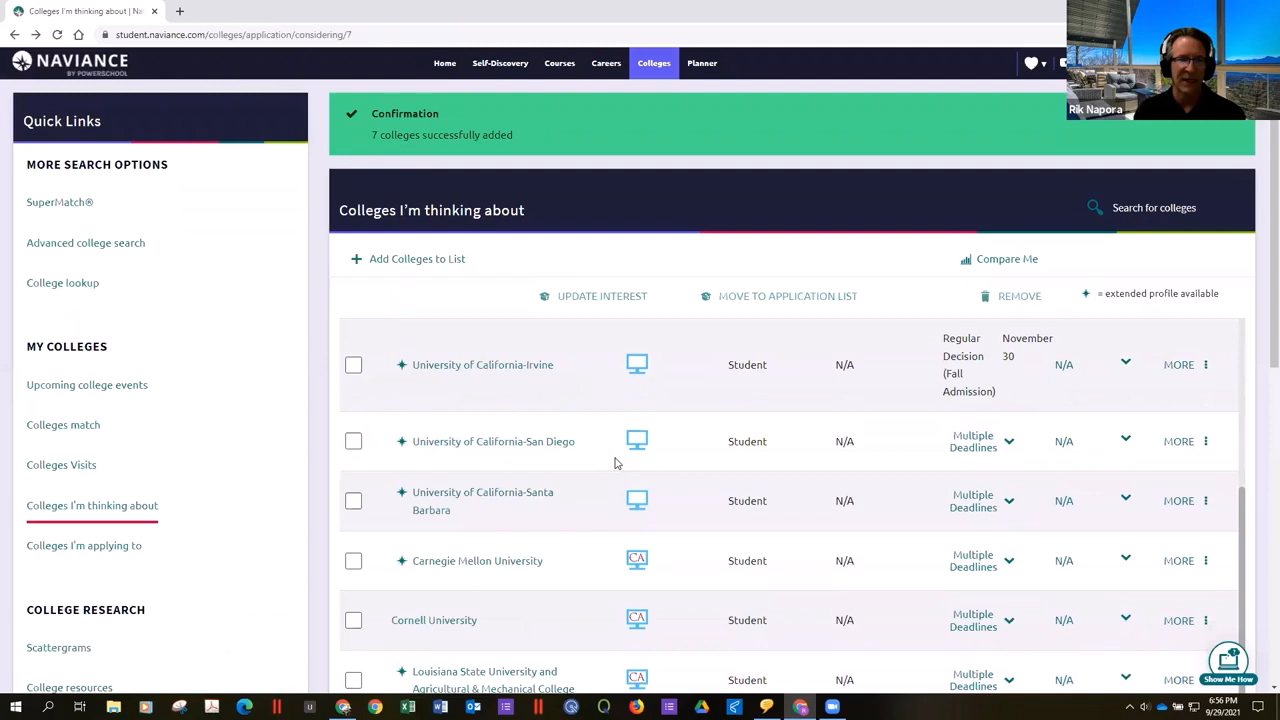 Colleges I'm thinking about | Na
student.naviance.com/colleges/application/considering/7
NAVIANCE
BY POWERSCHOOL
Home
Self-Discovery
Courses
Careers
Colleges
Planner
Rik Napora
Quick Links
MORE SEARCH OPTIONS
SuperMatch®
Advanced college search
College lookup
MY COLLEGES
Upcoming college events
Colleges match
Colleges Visits
Colleges I'm thinking about
Colleges I'm applying to
COLLEGE RESEARCH
Scattergrams
College resources
Confirmation
7 colleges successfully added
Colleges I'm thinking about
Search for colleges
Add Colleges to List
Compare Me
UPDATE INTEREST
MOVE TO APPLICATION LIST
REMOVE
= extended profile available
University of California-Irvine
Student
N/A
Regular
Decision
(Fall
Admission)
November
30
N/A
MORE
University of California-San Diego
Student
N/A
Multiple
Deadlines
N/A
MORE
University of California-Santa
Barbara
Student
N/A
Multiple
Deadlines
N/A
MORE
Carnegie Mellon University
CA
Student
N/A
Multiple
Deadlines
N/A
MORE
Cornell University
CA
Student
N/A
Multiple
Deadlines
N/A
MORE
Louisiana State University and
Agricultural & Mechanical College
CA
Student
N/A
Multiple
Deadlines
N/A
MORE
Show Me How
6:56 PM
9/29/2021